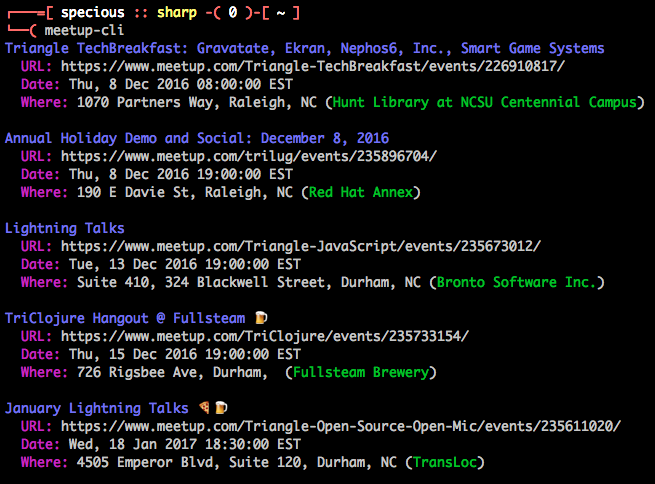 ┌───═[ specious :: sharp -( 0 )-[ ~ ]
└──( meetup-cli
Triangle TechBreakfast: Gravatate, Ekran, Nephos6, Inc., Smart Game Systems
URL: https://www.meetup.com/Triangle-TechBreakfast/events/226910817/
Date: Thu, 8 Dec 2016 08:00:00 EST
Where: 1070 Partners Way, Raleigh, NC (Hunt Library at NCSU Centennial Campus)
Annual Holiday Demo and Social: December 8, 2016
URL: https://www.meetup.com/trilug/events/235896704/
Date: Thu, 8 Dec 2016 19:00:00 EST
Where: 190 E Davie St, Raleigh, NC (Red Hat Annex)
Lightning Talks
URL: https://www.meetup.com/Triangle-JavaScript/events/235673012/
Date: Tue, 13 Dec 2016 19:00:00 EST
Where: Suite 410, 324 Blackwell Street, Durham, NC (Bronto Software Inc.)
TriClojure Hangout @ Fullsteam 🍺
URL: https://www.meetup.com/TriClojure/events/235733154/
Date: Thu, 15 Dec 2016 19:00:00 EST
Where: 726 Rigsbee Ave, Durham,  (Fullsteam Brewery)
January Lightning Talks 🍕🍺
URL: https://www.meetup.com/Triangle-Open-Source-Open-Mic/events/235611020/
Date: Wed, 18 Jan 2017 18:30:00 EST
Where: 4505 Emperor Blvd, Suite 120, Durham, NC (TransLoc)